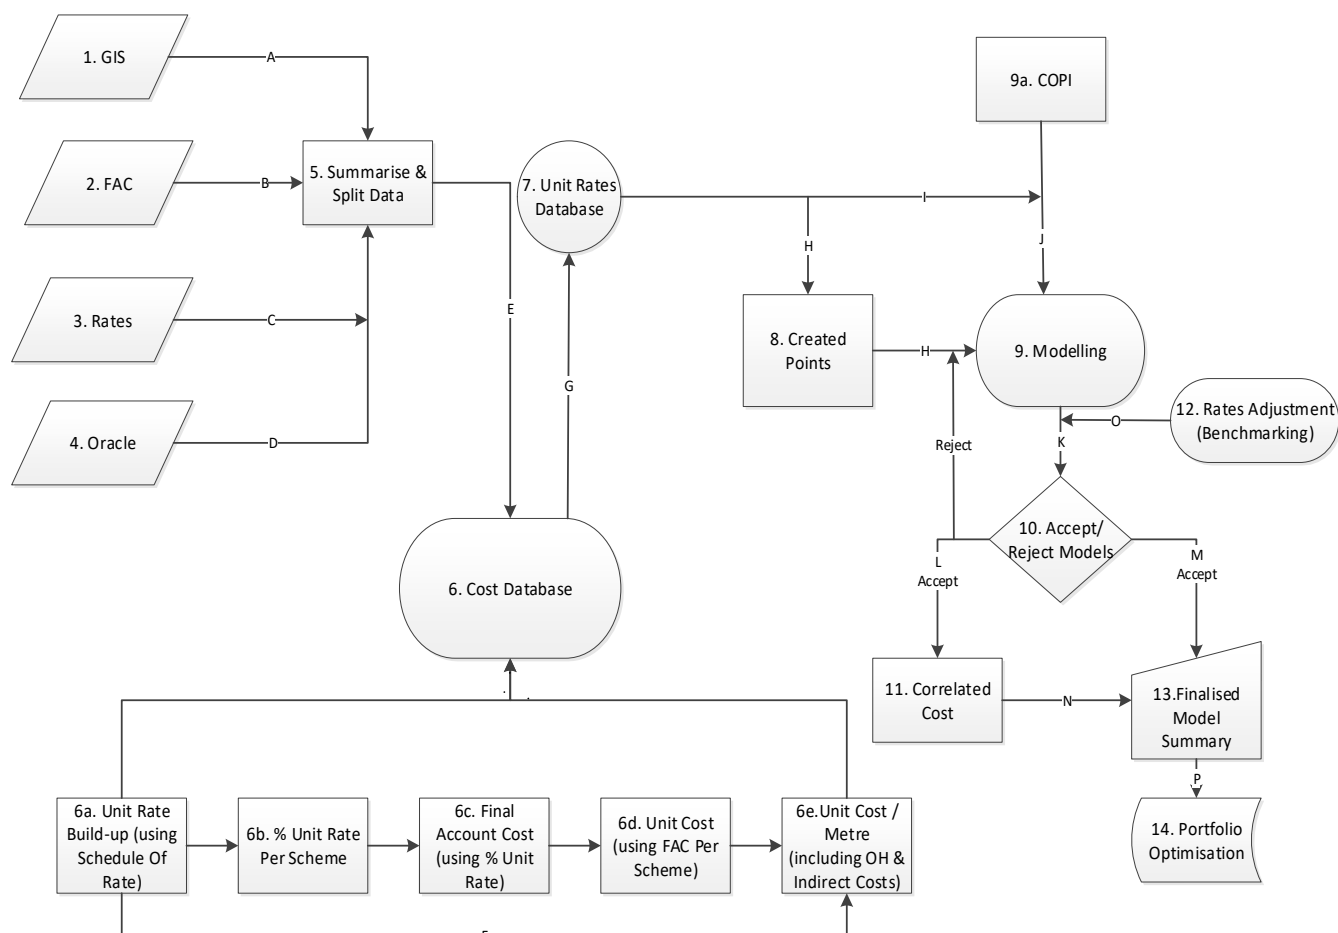 1. GIS
A
9a. COPI
2. FAC
B
5. Summarise &
Split Data
7. Unit Rates
Database
I
H
J
E
3. Rates
C
8. Created
Points
H
9. Modelling
G
12. Rates Adjustment
(Benchmarking)
O
K
4. Oracle
D
Reject
10. Accept/
Reject Models
L
Accept
M
Accept
6. Cost Database
11. Correlated
Cost
N
13.Finalised
Model
Summary
P
6a. Unit Rate
Build-up (using
Schedule Of
Rate)
6b. % Unit Rate
Per Scheme
6c. Final
Account Cost
(using % Unit
Rate)
6d. Unit Cost
(using FAC Per
Scheme)
6e.Unit Cost /
Metre
(including OH &
Indirect Costs)
14. Portfolio
Optimisation